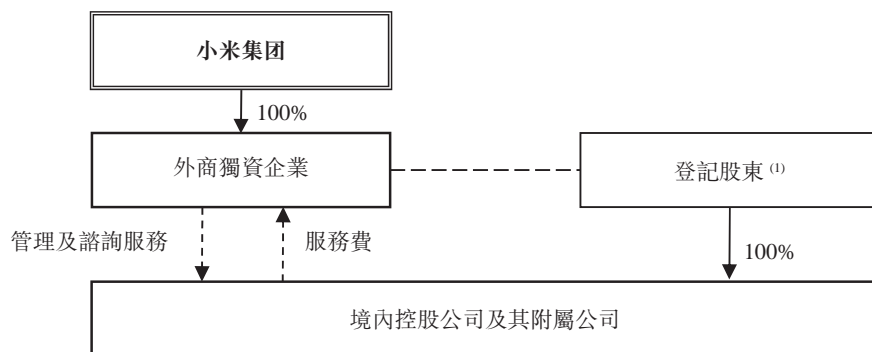 小米集团
100%
外商獨資企業
登記股東 (1)
管理及諮詢服務
服務費
100%
境內控股公司及其附屬公司